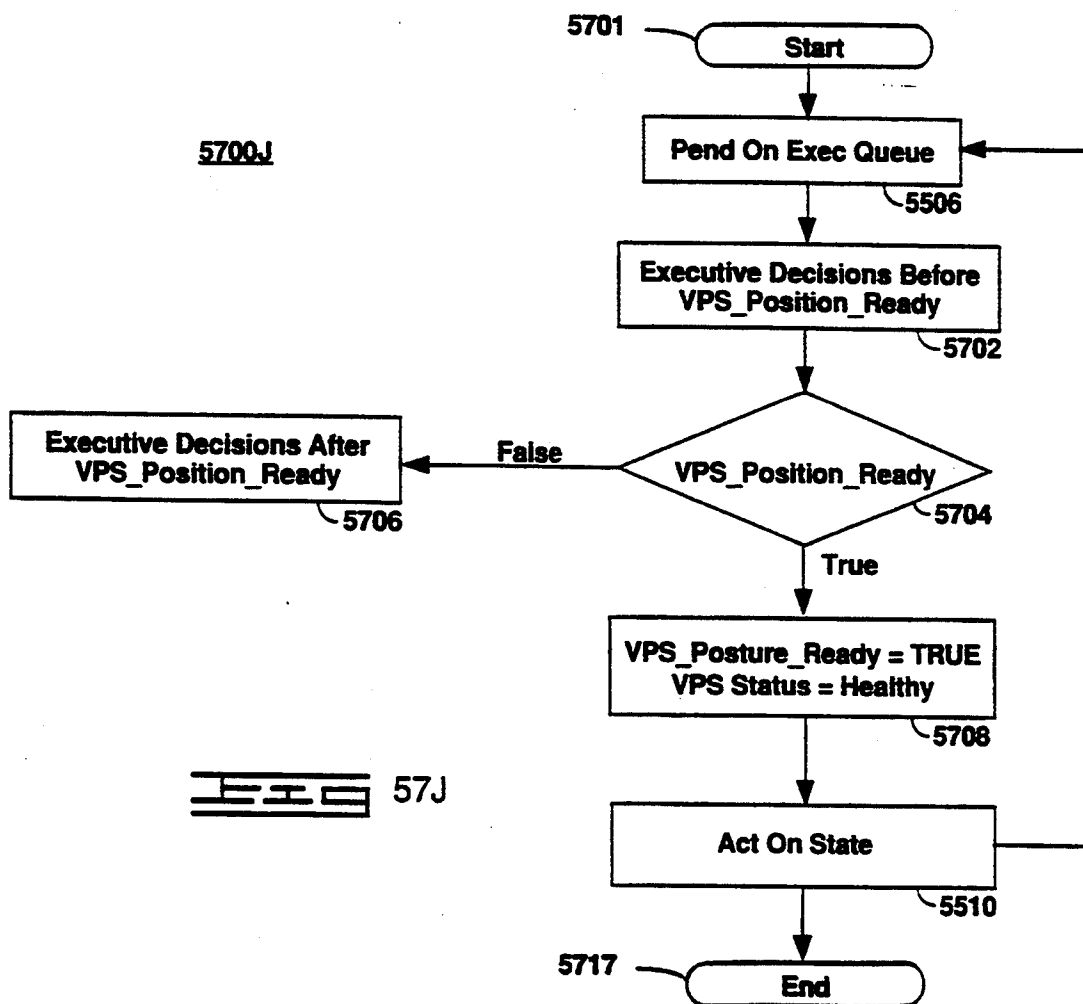 5701
Start
5700J
Pend On Exec Queue
5506
Executive Decisions Before
VPS_Position_Ready
5702
Executive Decisions After
VPS_Position_Ready
5706
False
VPS_Position_Ready
5704
True
VPS_Posture_Ready = TRUE
VPS Status = Healthy
5708
57J
Act On State
5510
5717
End